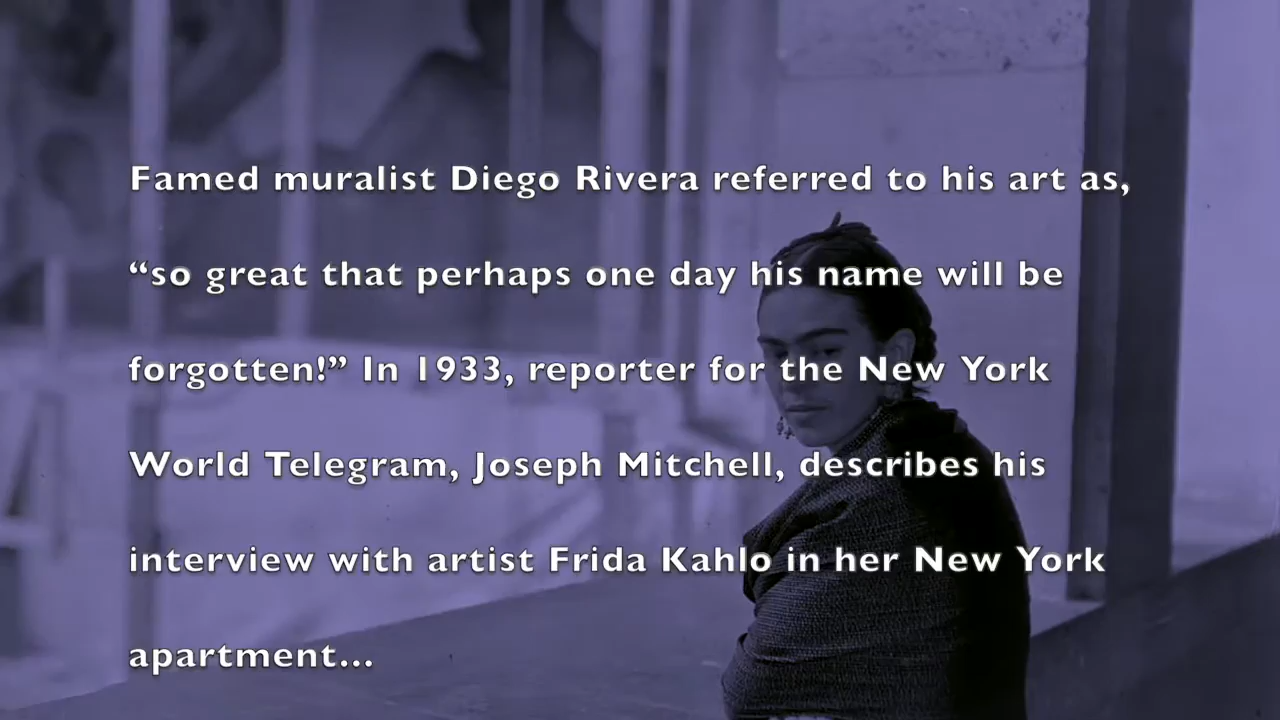 Famed muralist Diego Rivera referred to his art as,
“so great that perhaps one day his name will be
forgotten!” In 1933, reporter for the New York
World Telegram, Joseph Mitchell, describes his
interview with artist Frida Kahlo in her New York
apartment...